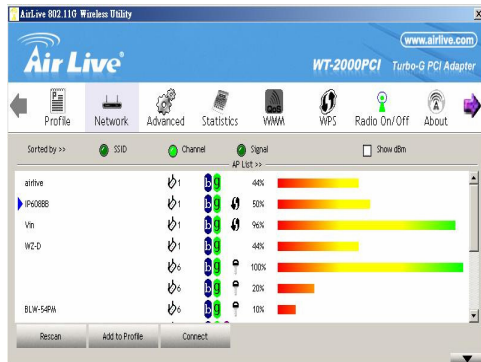 AirLive 802.11G Wireless Utility
www.airlive.com
Air Live®
WT-2000PCI Turbo-G PCI Adapter
Profile Network Advanced Statistics QoS WMM WPS Radio On/Off About
Sorted by >> SSID Channel Signal Show dBm
AP List >>
airlive 1 b g 44%
IP608BB 1 b g 50%
Vin 1 b g 96%
WZ-D 1 b g 44%
6 b g 100%
6 b g 20%
BLW-54PM 6 b g 10%
Rescan Add to Profile Connect